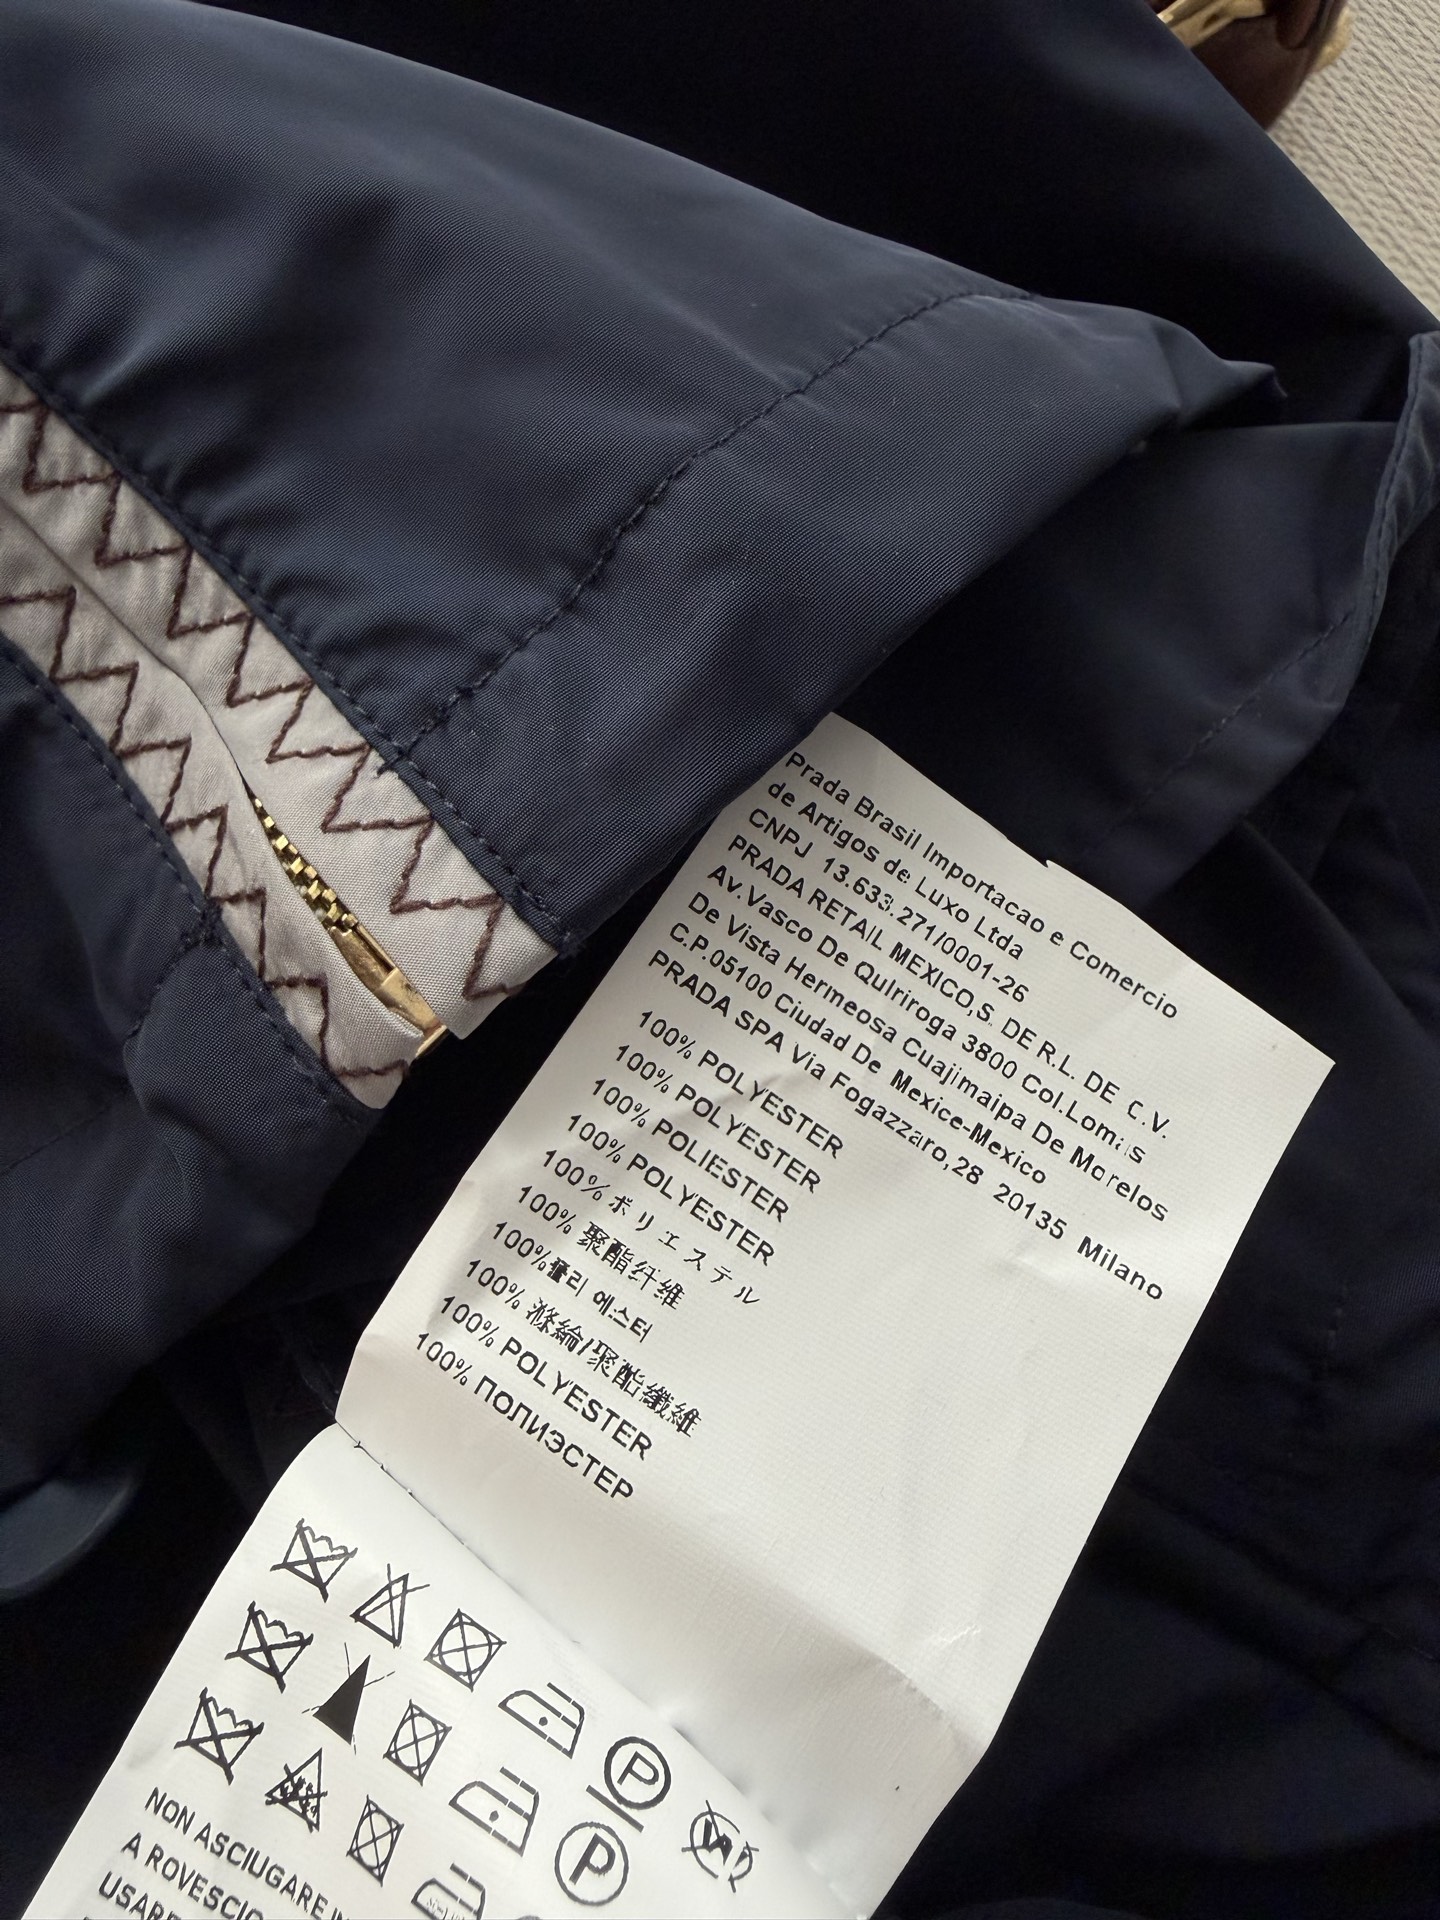 Prada Brasil Importacao e Comercio
de Artigos de Luxo Ltda
CNPJ 13.633.271/0001-26
PRADA RETAIL MEXICO,S. DE R.L. DE C.V.
Av.Vasco De Qulriroga 3800 Col.Lomas
De Vista Hermeosa Cuajimaipa De Morelos
C.P.05100 Ciudad De Mexice-Mexico
PRADA SPA Via Fogazzaro,28 20135 Milano
100% POLYESTER
100% POLYESTER
100% POLIESTER
100% POLYESTER
100% ポリエステル
100% 聚酯纤维
100%폴리 에스터
100% 滌綸/聚酯纖維
100% POLYESTER
100% ПОЛИЭСТЕР
P
P
NON ASCIUGARE IN
A ROVESCIO